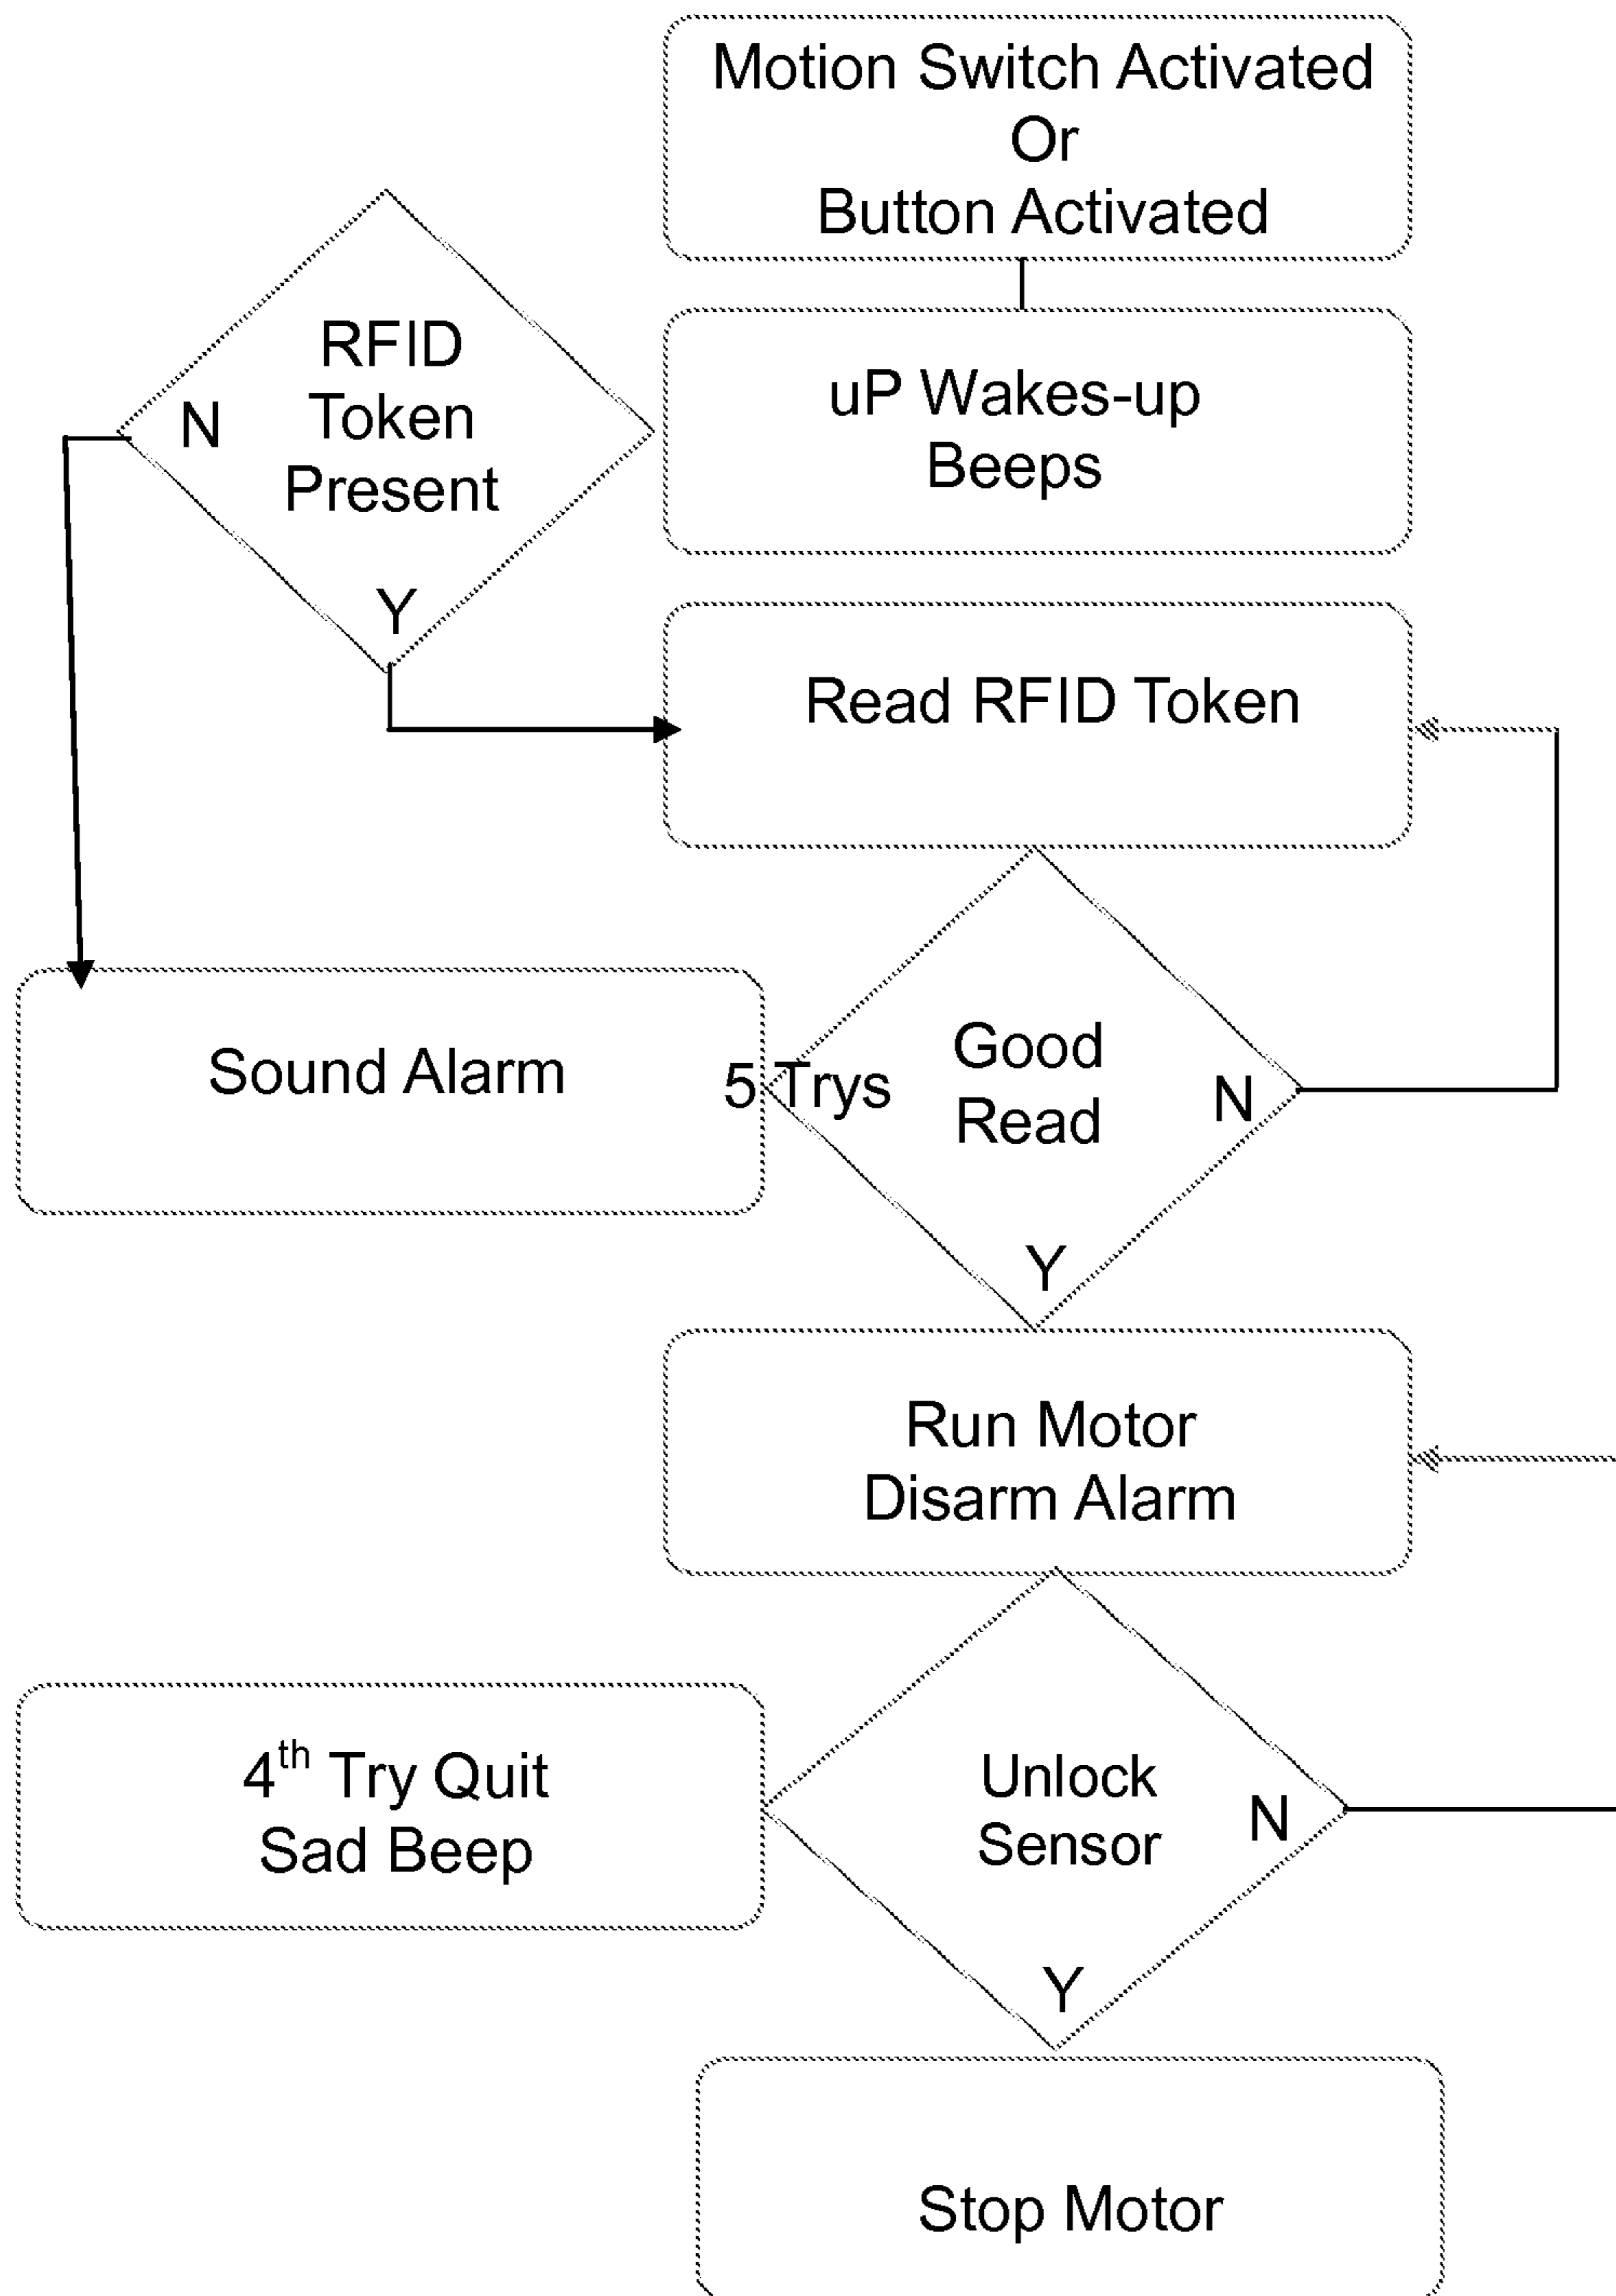 Motion Switch Activated
Or
Button Activated
uP Wakes-up
Beeps
RFID
Token
Present
N
Y
Read RFID Token
Sound Alarm
5 Trys
Good
Read
N
Y
Run Motor
Disarm Alarm
4th Try Quit
Sad Beep
Unlock
Sensor
N
Y
Stop Motor